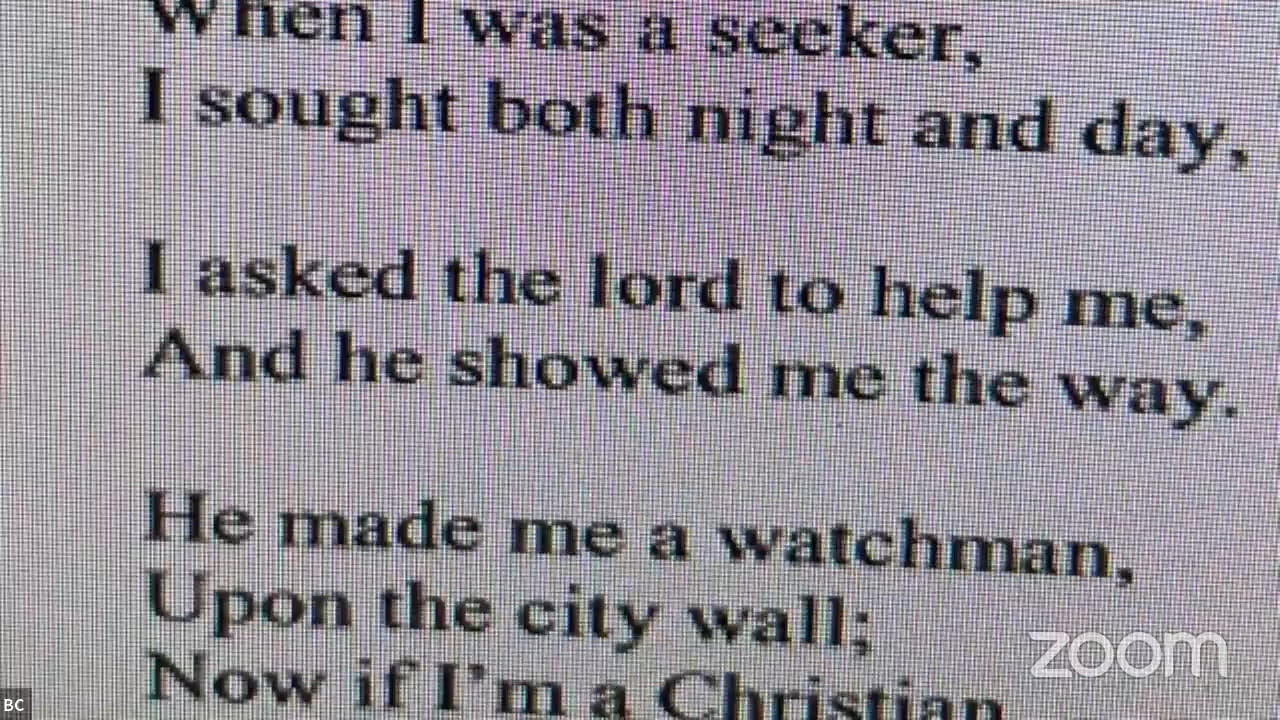 When I was a seeker,
I sought both night and day,
I asked the lord to help me,
And he showed me the way.
He made me a watchman,
Upon the city wall;
Now if I'm a Christian
zoom
BC